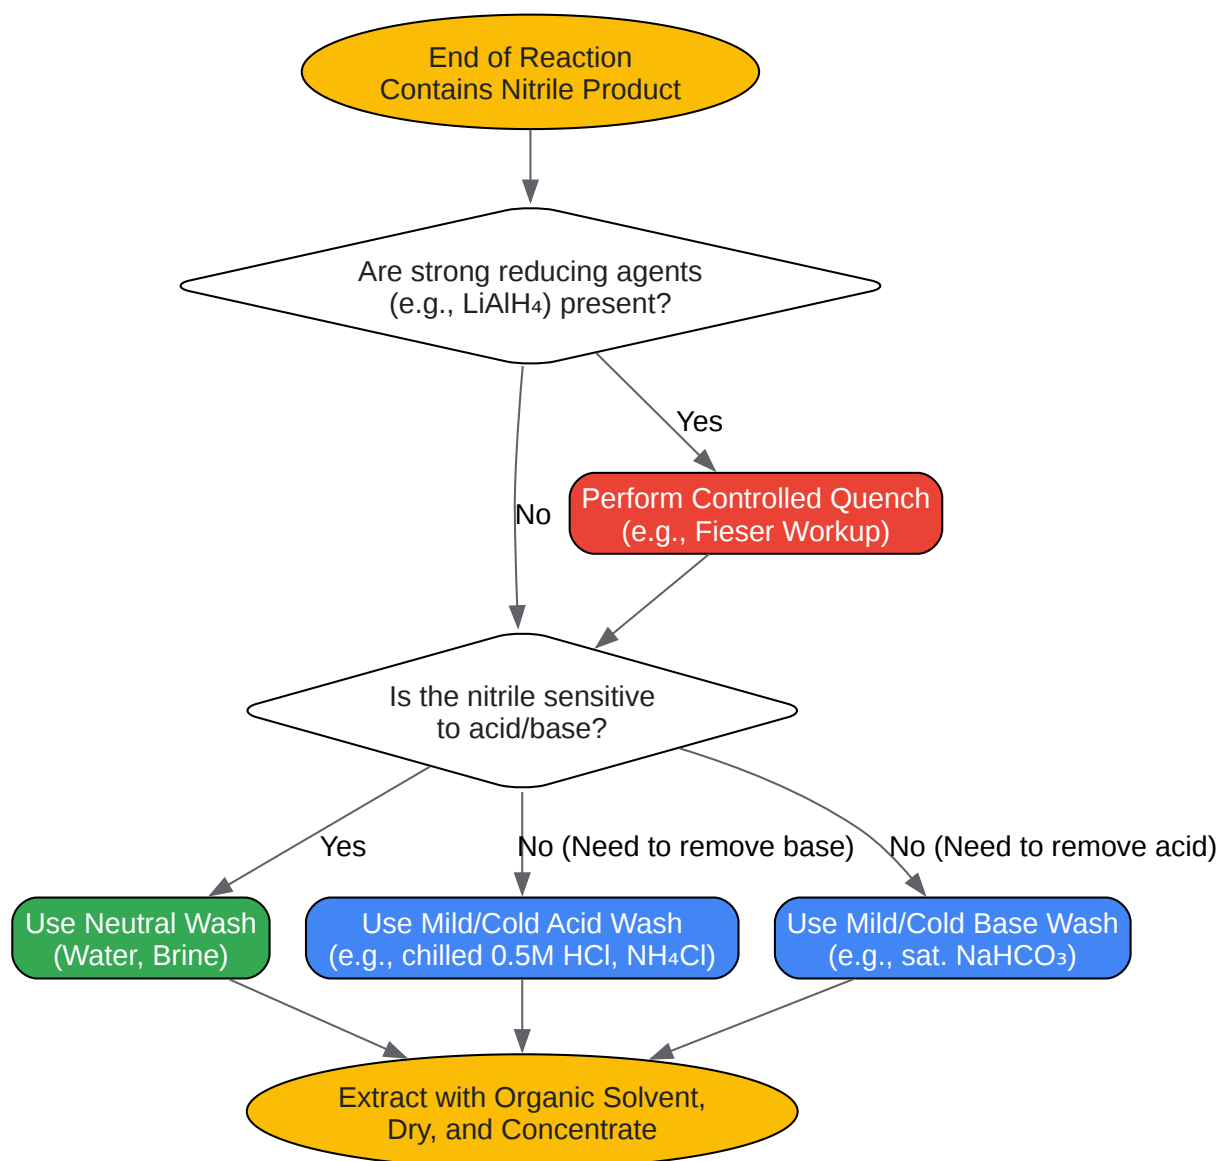 End of Reaction
Contains Nitrile Product
Are strong reducing agents
(e.g., LiAlH₄) present?
Yes
No
Perform Controlled Quench
(e.g., Fieser Workup)
Is the nitrile sensitive
to acid/base?
Yes
No (Need to remove base)
No (Need to remove acid)
Use Neutral Wash
(Water, Brine)
Use Mild/Cold Acid Wash
(e.g., chilled 0.5M HCl, NH₄Cl)
Use Mild/Cold Base Wash
(e.g., sat. NaHCO₃)
Extract with Organic Solvent,
Dry, and Concentrate